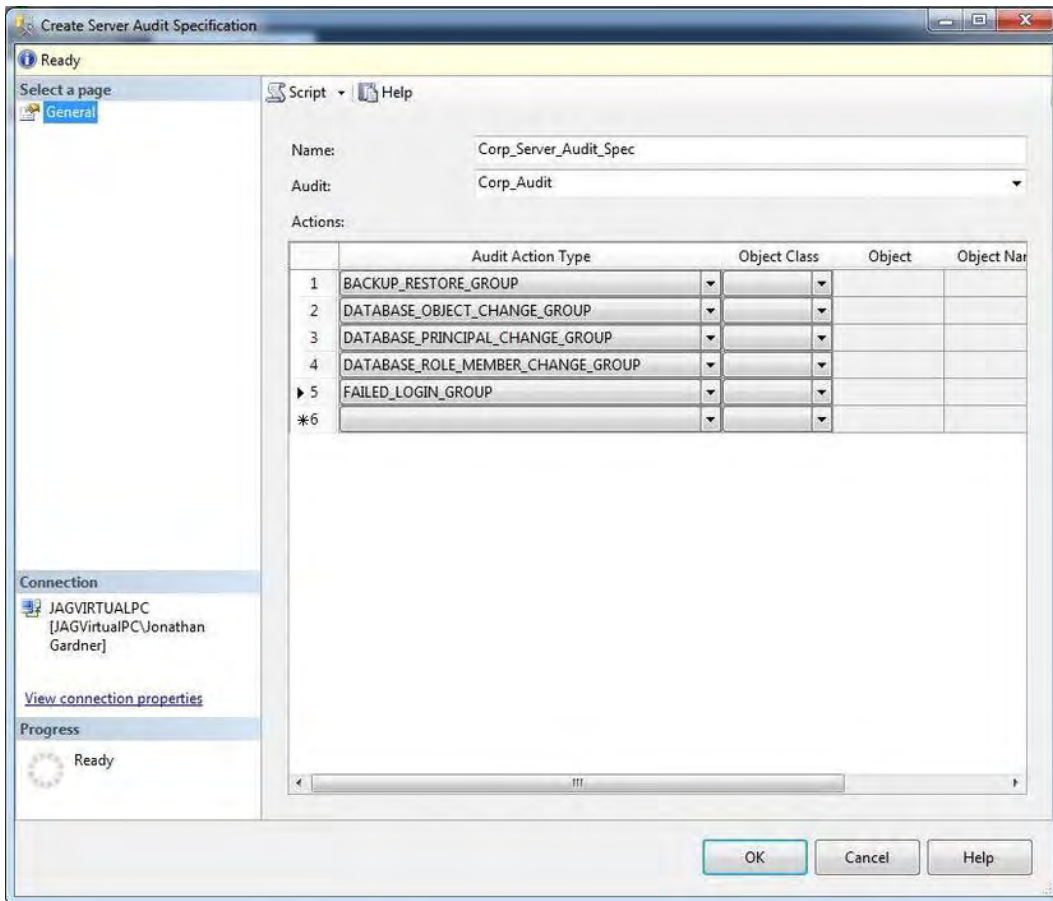 Create Server Audit Specification
Ready
Select a page
General
Script
Help
Name:
Corp_Server_Audit_Spec
Audit:
Corp_Audit
Actions:
Audit Action Type Object Class Object Object Nar
1 BACKUP_RESTORE_GROUP
2 DATABASE_OBJECT_CHANGE_GROUP
3 DATABASE_PRINCIPAL_CHANGE_GROUP
4 DATABASE_ROLE_MEMBER_CHANGE_GROUP
5 FAILED_LOGIN_GROUP
*6
Connection
JAGVIRTUALPC
[JAGVirtualPC\Jonathan
Gardner]
View connection properties
Progress
Ready
OK Cancel Help